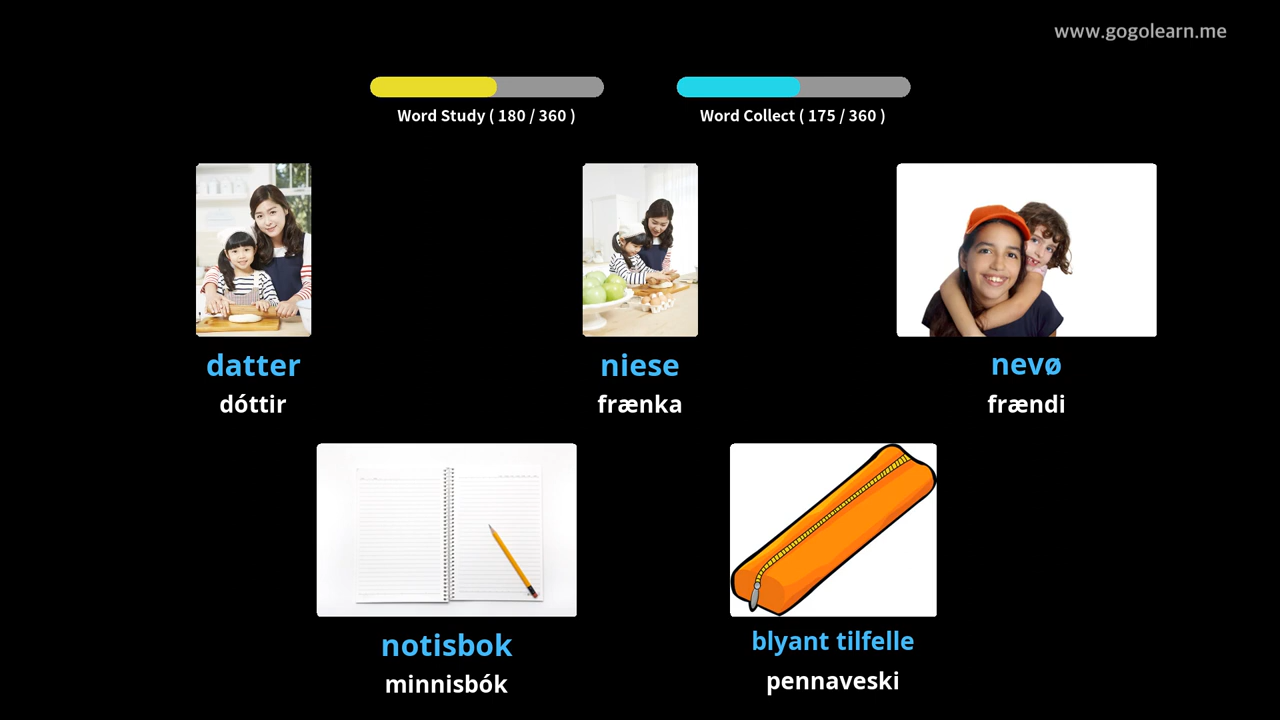 www.gogolearn.me
Word Study ( 180 / 360 )
Word Collect ( 175 / 360 )
datter
dóttir
niese
frænka
nevø
frændi
notisbok
minnisbók
blyant tilfelle
pennaveski